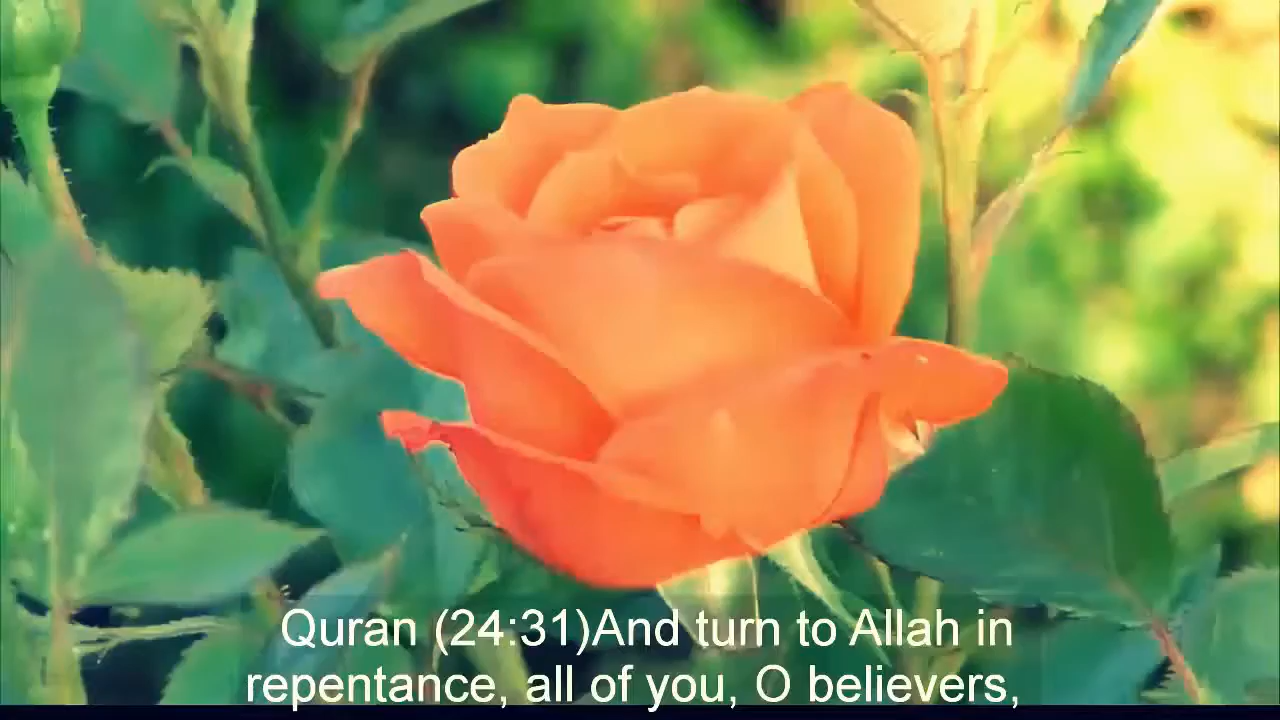 Quran (24:31)And turn to Allah in
repentance, all of you, O believers,